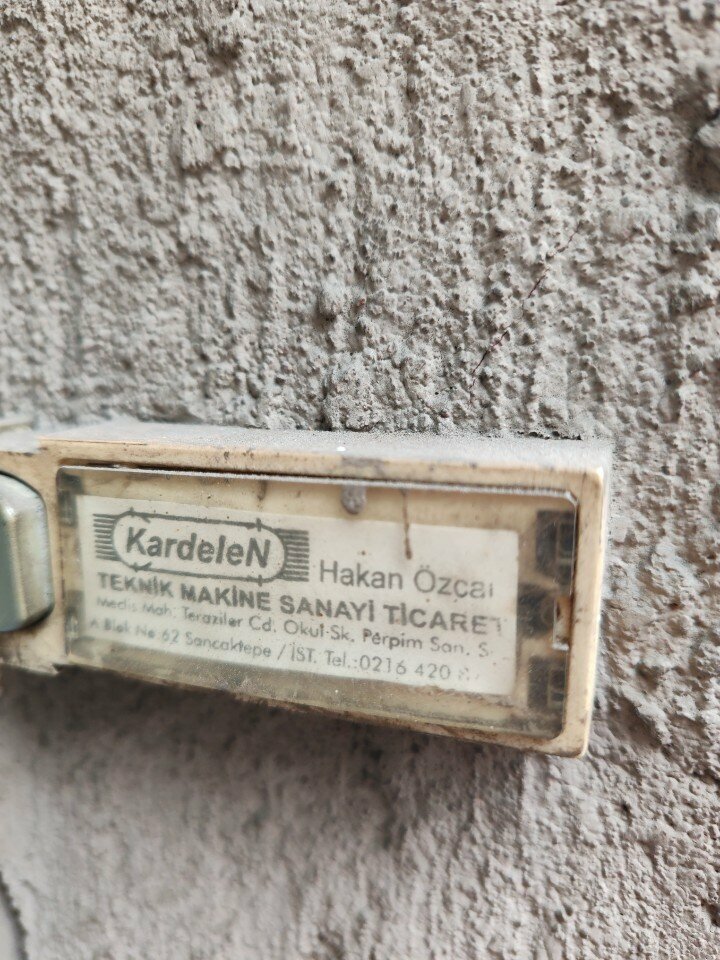 KardeleN
Hakan Özçal
TEKNİK MAKİNE SANAYİ TİCARET
Meclis Mah. Teraziler Cd. Okul Sk. Perpim San. S.
A Blok No 62 Sancaktepe / İST. Tel.:0216 420